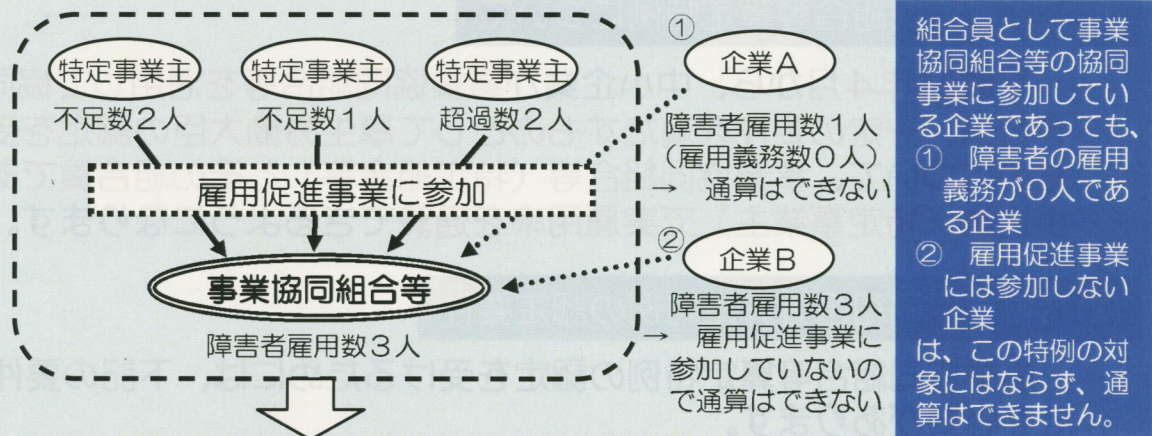 特定事業主 特定事業主 特定事業主
不足数2人 不足数1人 超過数2人
雇用促進事業に参加
事業協同組合等
障害者雇用数3人
①
企業A
障害者雇用数1人
(雇用義務数0人)
→ 通算はできない
②
企業B
障害者雇用数3人
→ 雇用促進事業に
参加していないの
で通算はできない
組合員として事業
協同組合等の協同
事業に参加してい
る企業であっても、
① 障害者の雇用
義務が0人であ
る企業
② 雇用促進事業
には参加しない
企業
は、この特例の対
象にはならず、通
算はできません。